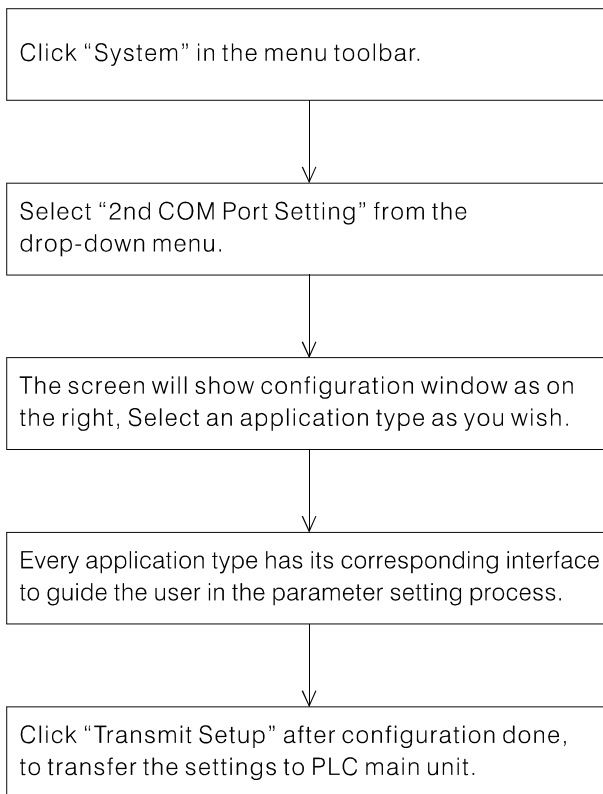 Click “System” in the menu toolbar.
Select “2nd COM Port Setting” from the
drop-down menu.
The screen will show configuration window as on
the right, Select an application type as you wish.
Every application type has its corresponding interface
to guide the user in the parameter setting process.
Click “Transmit Setup” after configuration done,
to transfer the settings to PLC main unit.